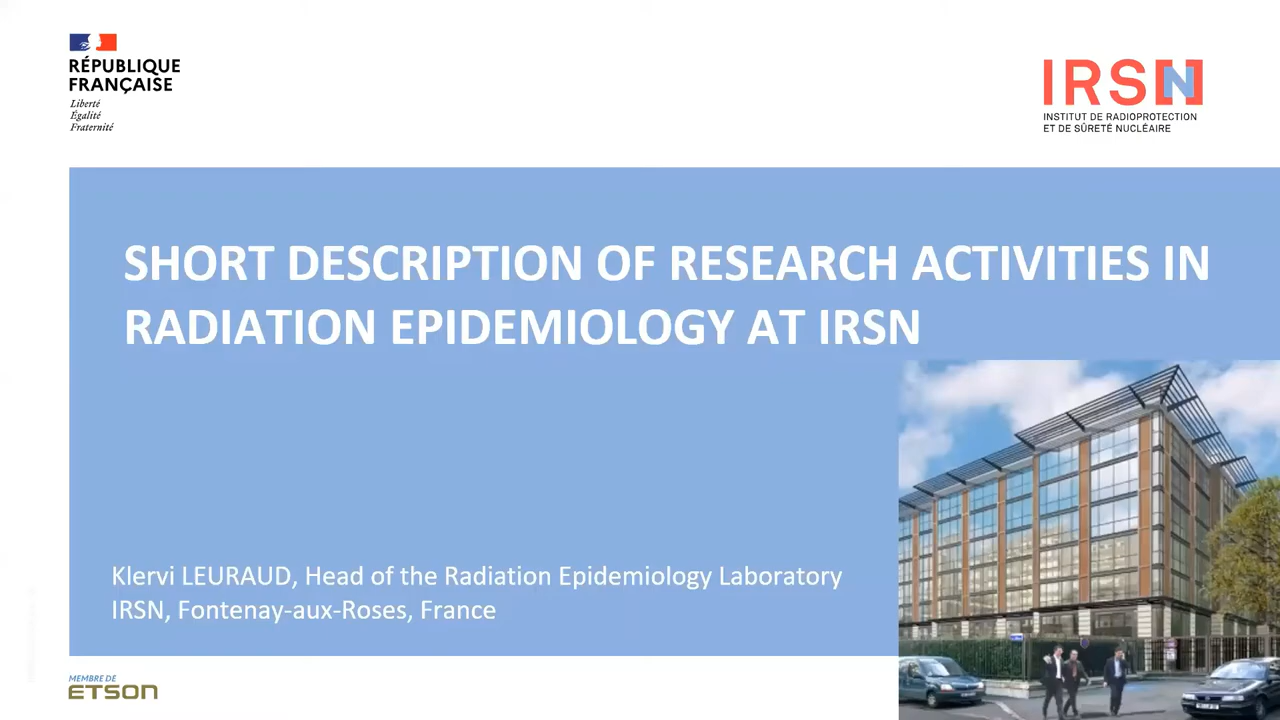 RÉPUBLIQUE
FRANÇAISE
Liberté
Égalité
Fraternité
IRSN
INSTITUT DE RADIOPROTECTION
ET DE SÛRETÉ NUCLÉAIRE
SHORT DESCRIPTION OF RESEARCH ACTIVITIES IN
RADIATION EPIDEMIOLOGY AT IRSN
Klervi LEURAUD, Head of the Radiation Epidemiology Laboratory
IRSN, Fontenay-aux-Roses, France
MEMBRE DE
ETSON